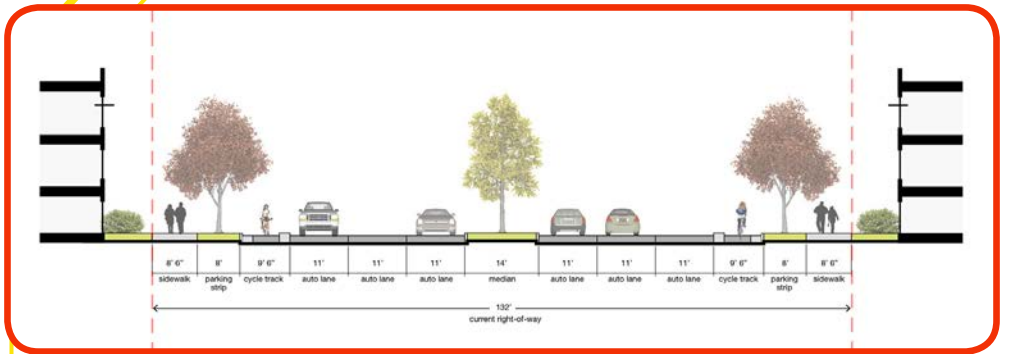 8' 6" 8' 9' 6" 11' 11' 11' 14' 11' 11' 11' 9' 6" 8' 8' 6"
sidewalk parking strip cycle track auto lane auto lane auto lane median auto lane auto lane auto lane cycle track parking strip sidewalk
132'
current right-of-way